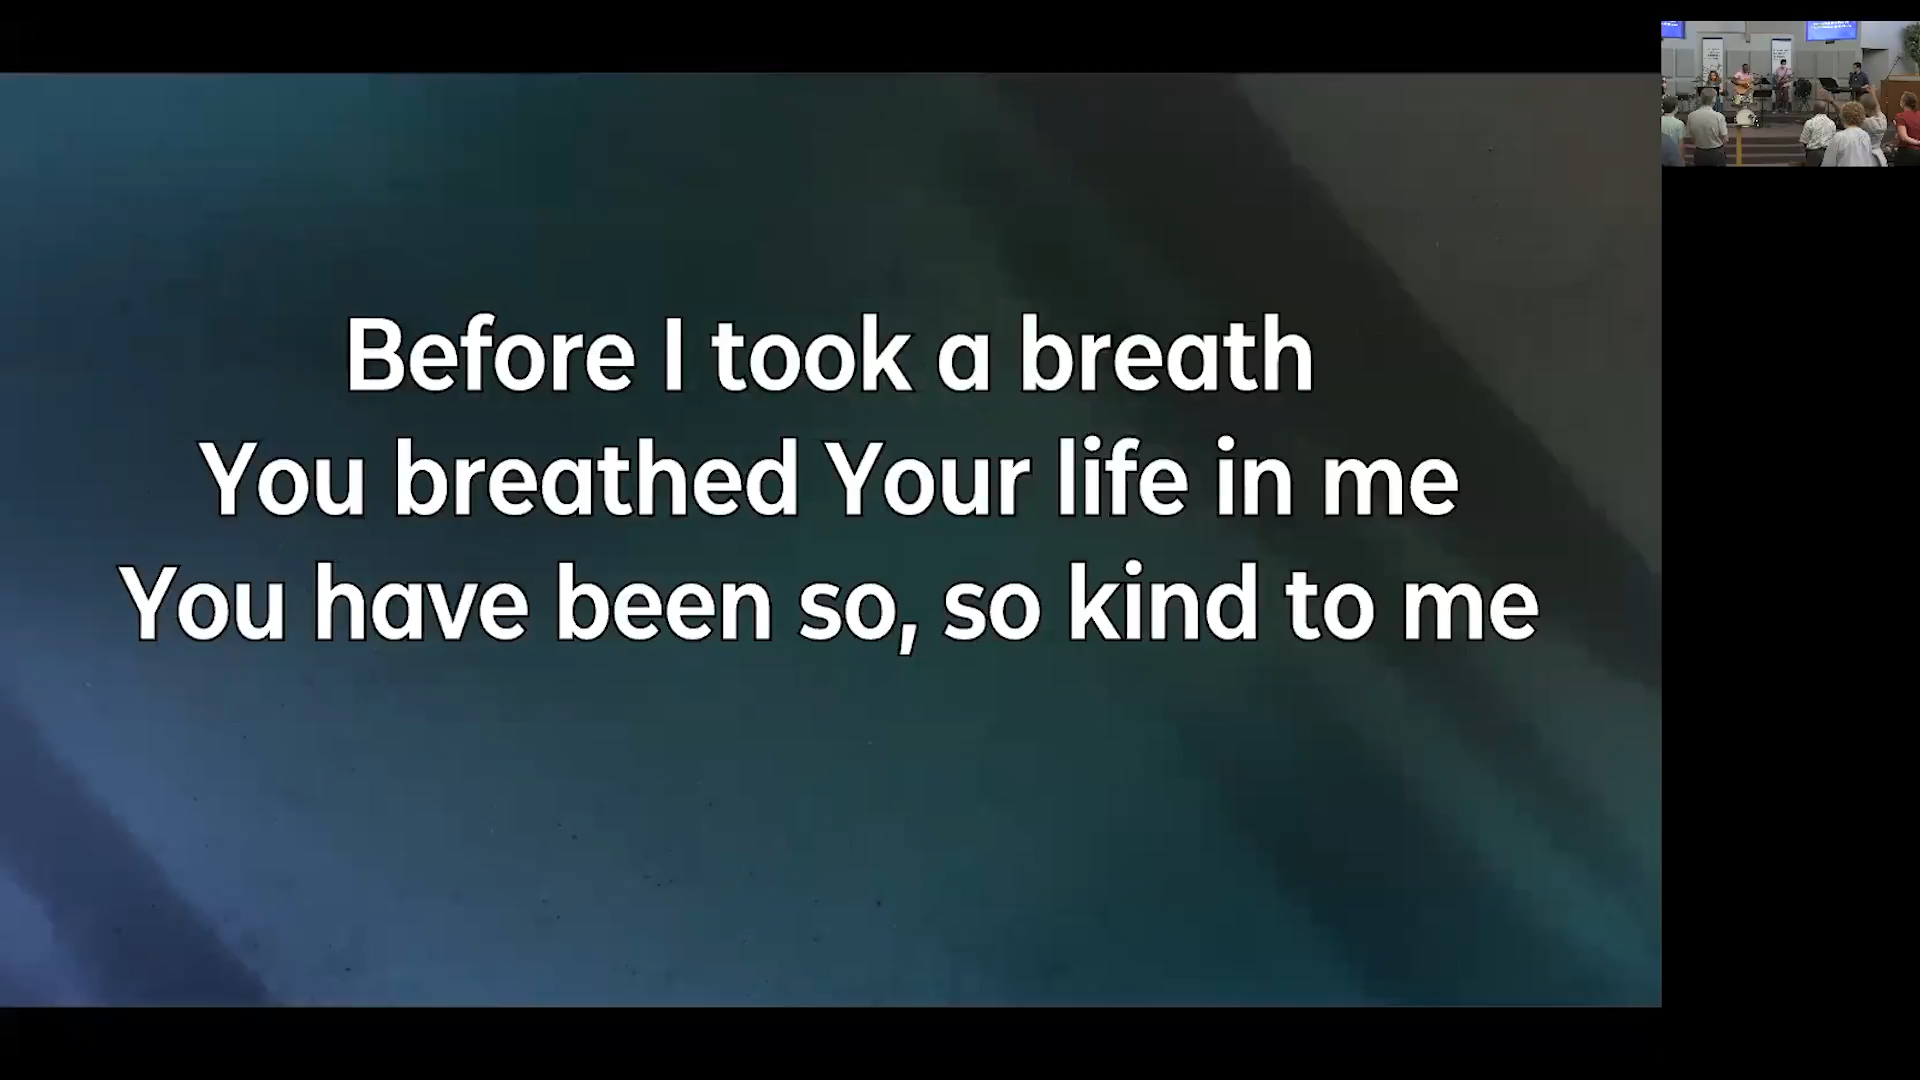 Before I took a breath
You breathed Your life in me
You have been so, so kind to me